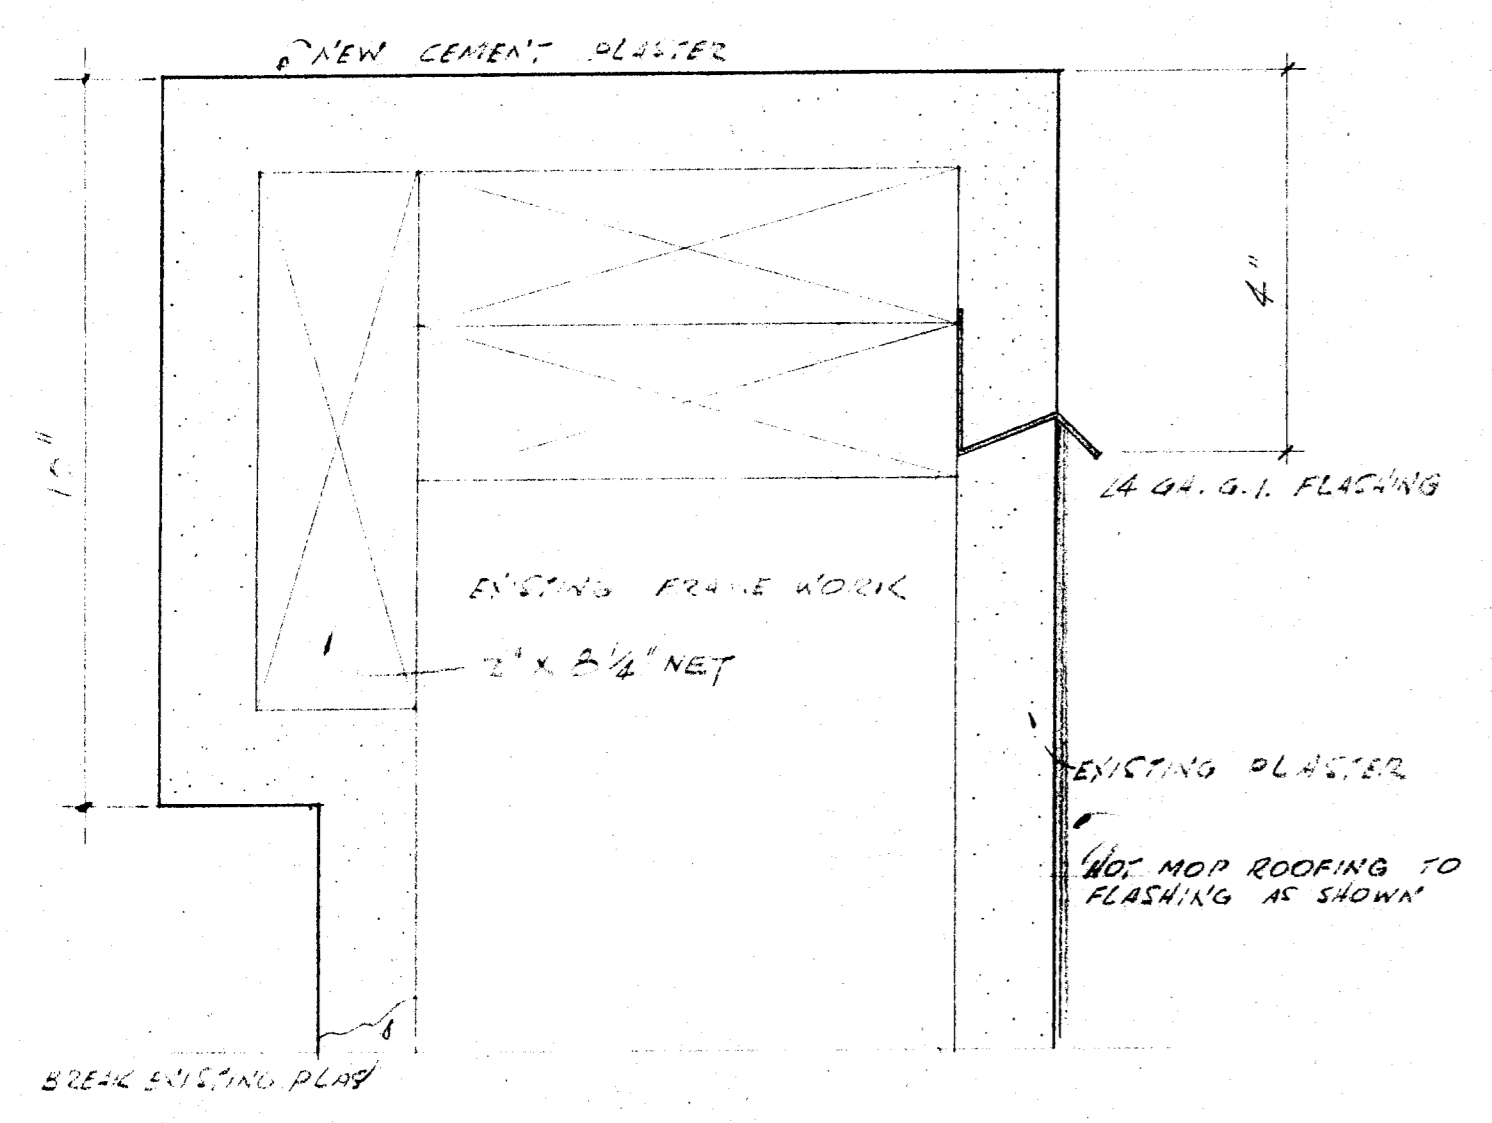 NEW CEMENT PLASTER
4"
10"
24 GA. G.I. FLASHING
EXISTING FRAME WORK
2" X 8 1/4" NET
EXISTING PLASTER
HOT MOP ROOFING TO
FLASHING AS SHOWN
BREAK EXISTING PLAS